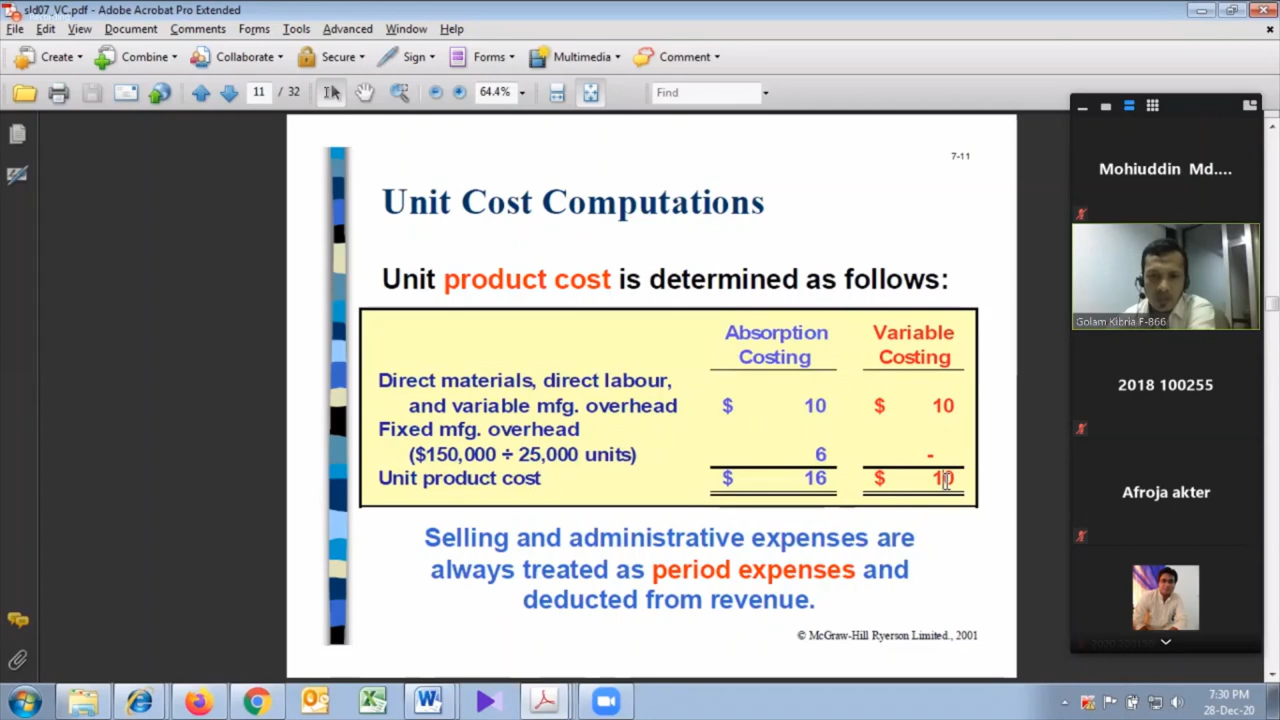 sld07_VC.pdf - Adobe Acrobat Pro Extended
File Edit View Document Comments Forms Tools Advanced Window Help
Create Combine Collaborate Secure Sign Forms Multimedia Comment
11 / 32 64.4% Find
7-11
Unit Cost Computations
Unit product cost is determined as follows:
Absorption Variable
Costing Costing
Direct materials, direct labour,
and variable mfg. overhead $ 10 $ 10
Fixed mfg. overhead
($150,000 ÷ 25,000 units) 6 -
Unit product cost $ 16 $ 10
Selling and administrative expenses are
always treated as period expenses and
deducted from revenue.
© McGraw-Hill Ryerson Limited., 2001
Mohiuddin Md....
Golam Kibria F-866
2018 100255
Afroja akter
7:30 PM
28-Dec-20